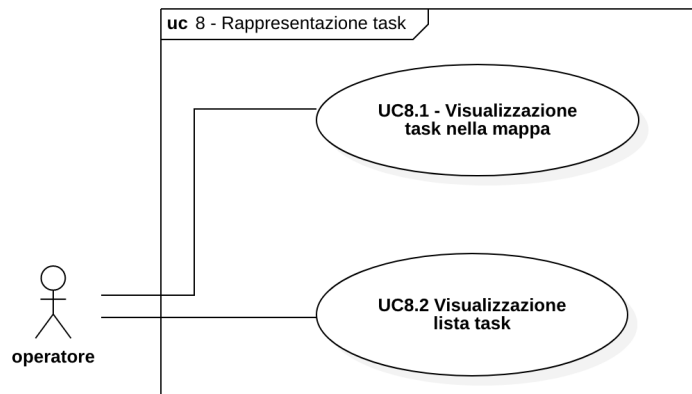 uc 8 - Rappresentazione task
UC8.1 - Visualizzazione
task nella mappa
UC8.2 Visualizzazione
lista task
operatore